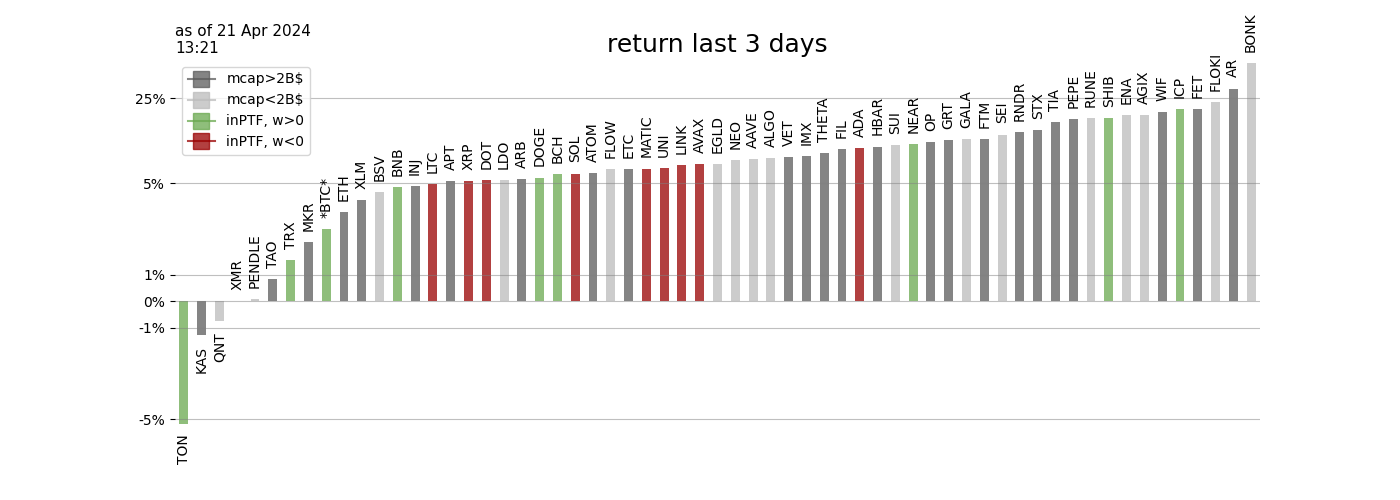 as of 21 Apr 2024
13:21
return last 3 days
mcap>2B$
mcap<2B$
inPTF, w>0
inPTF, w<0
25%
5%
1%
0%
-1%
-5%
TON
KAS
QNT
XMR
PENDLE
TAO
TRX
MKR
*BTC*
ETH
XLM
BSV
BNB
INJ
LTC
APT
XRP
DOT
LDO
ARB
DOGE
BCH
SOL
ATOM
FLOW
ETC
MATIC
UNI
LINK
AVAX
EGLD
NEO
AAVE
ALGO
VET
IMX
THETA
FIL
ADA
HBAR
SUI
NEAR
OP
GRT
GALA
FTM
SEI
RNDR
STX
TIA
PEPE
RUNE
SHIB
ENA
AGIX
WIF
ICP
FET
FLOKI
AR
BONK